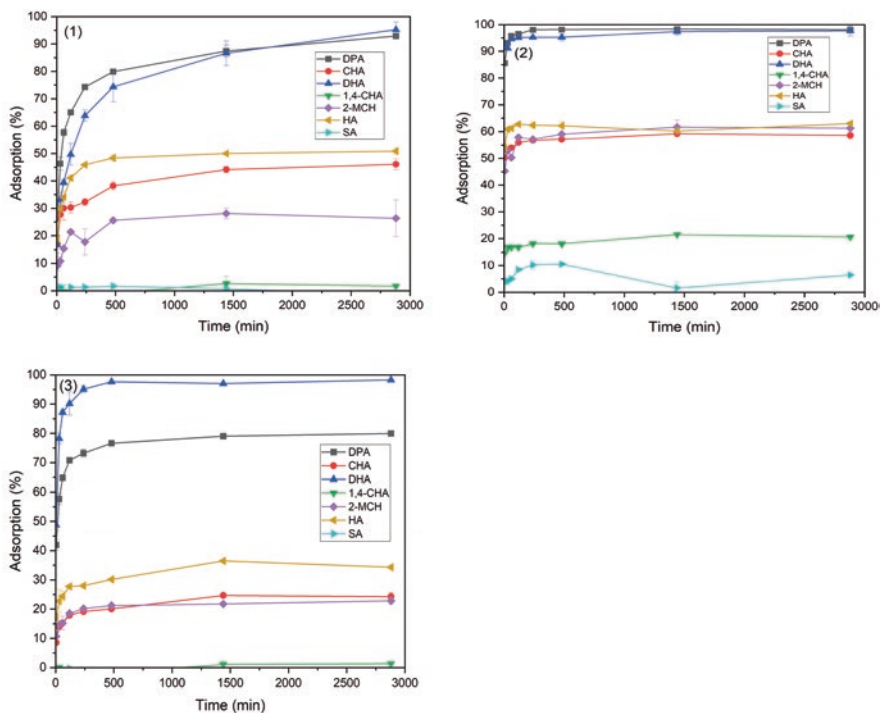 (1)
100
90
80
70
60
50
40
30
20
10
0
Adsorption (%)
DPA
CHA
DHA
1,4-CHA
2-MCH
HA
SA
0 500 1000 1500 2000 2500 3000
Time (min)
(2)
100
90
80
70
60
50
40
30
20
10
0
Adsorption (%)
DPA
CHA
DHA
1,4-CHA
2-MCH
HA
SA
0 500 1000 1500 2000 2500 3000
Time (min)
(3)
100
90
80
70
60
50
40
30
20
10
0
Adsorption (%)
DPA
CHA
DHA
1,4-CHA
2-MCH
HA
SA
0 500 1000 1500 2000 2500 3000
Time (min)